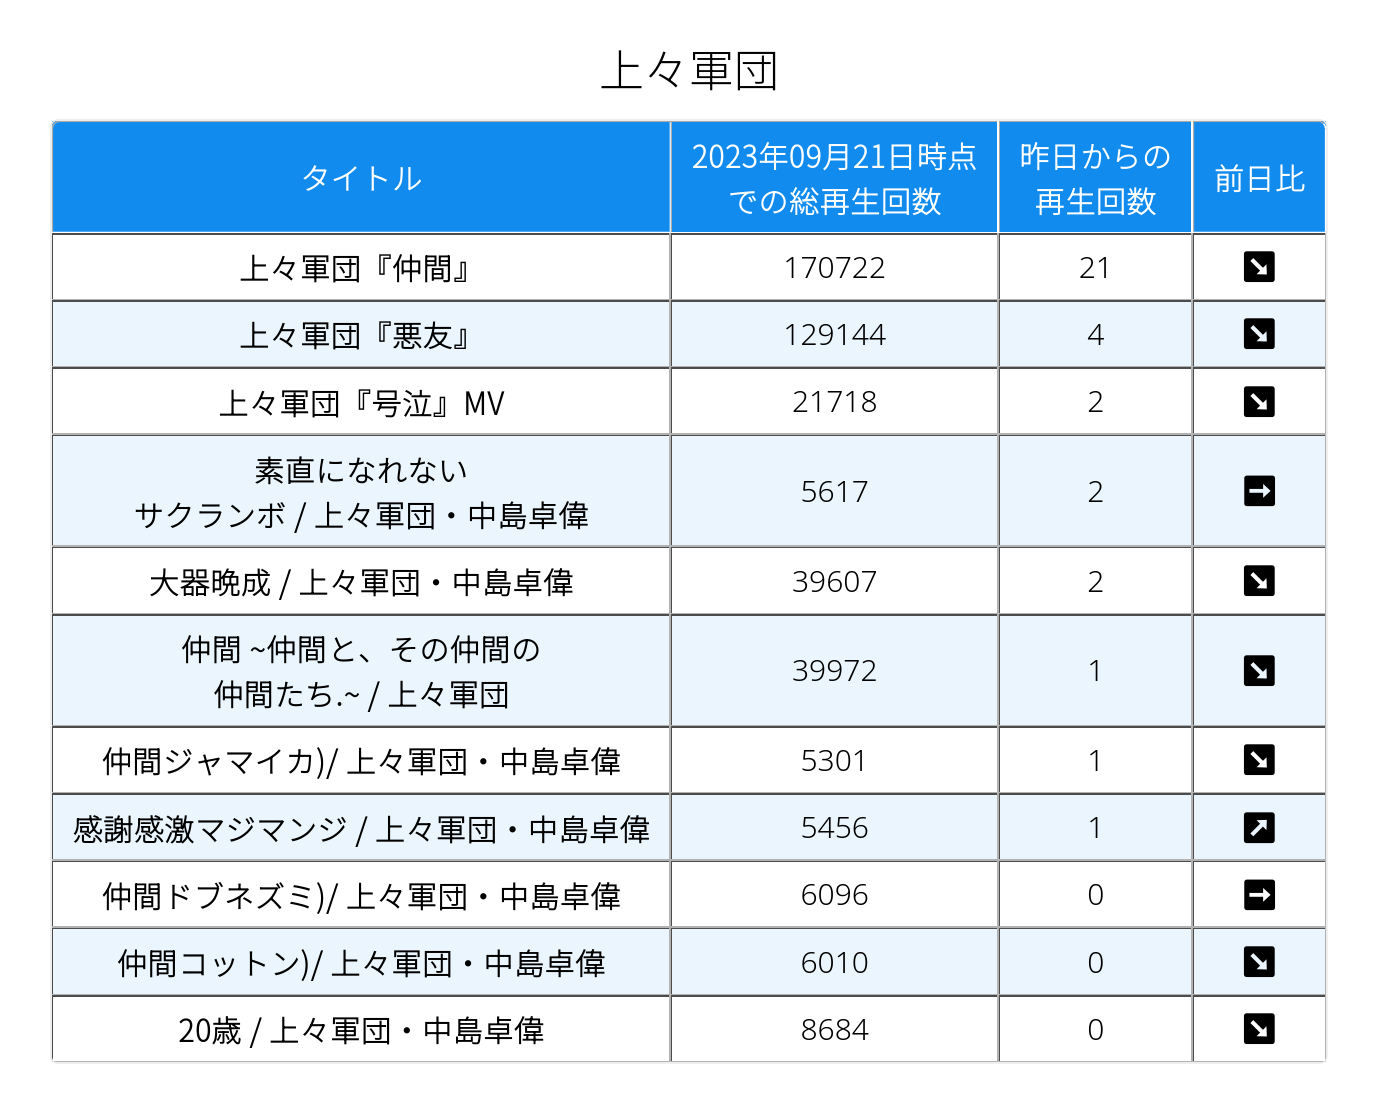 上々軍団
タイトル
2023年09月21日時点
での総再生回数
昨日からの
再生回数
前日比
上々軍団『仲間』
170722
21
上々軍団『悪友』
129144
4
上々軍団『号泣』MV
21718
2
素直になれない
サクランボ / 上々軍団・中島卓偉
5617
2
大器晩成 / 上々軍団・中島卓偉
39607
2
仲間 ~仲間と、その仲間の
仲間たち.~ / 上々軍団
39972
1
仲間ジャマイカ)/ 上々軍団・中島卓偉
5301
1
感謝感激マジマンジ / 上々軍団・中島卓偉
5456
1
仲間ドブネズミ)/ 上々軍団・中島卓偉
6096
0
仲間コットン)/ 上々軍団・中島卓偉
6010
0
20歳 / 上々軍団・中島卓偉
8684
0